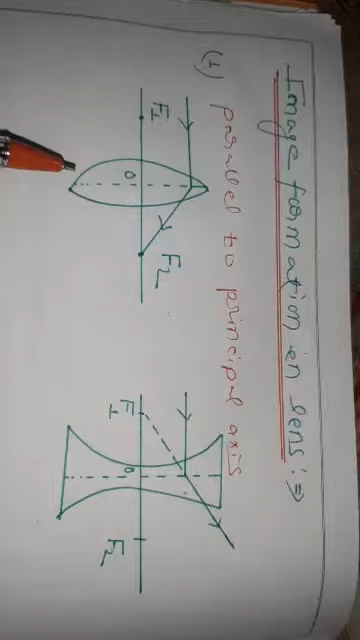 Image formation in lens :⇒
(1) parallel to principal axis
F1 O F2
F1 O F2